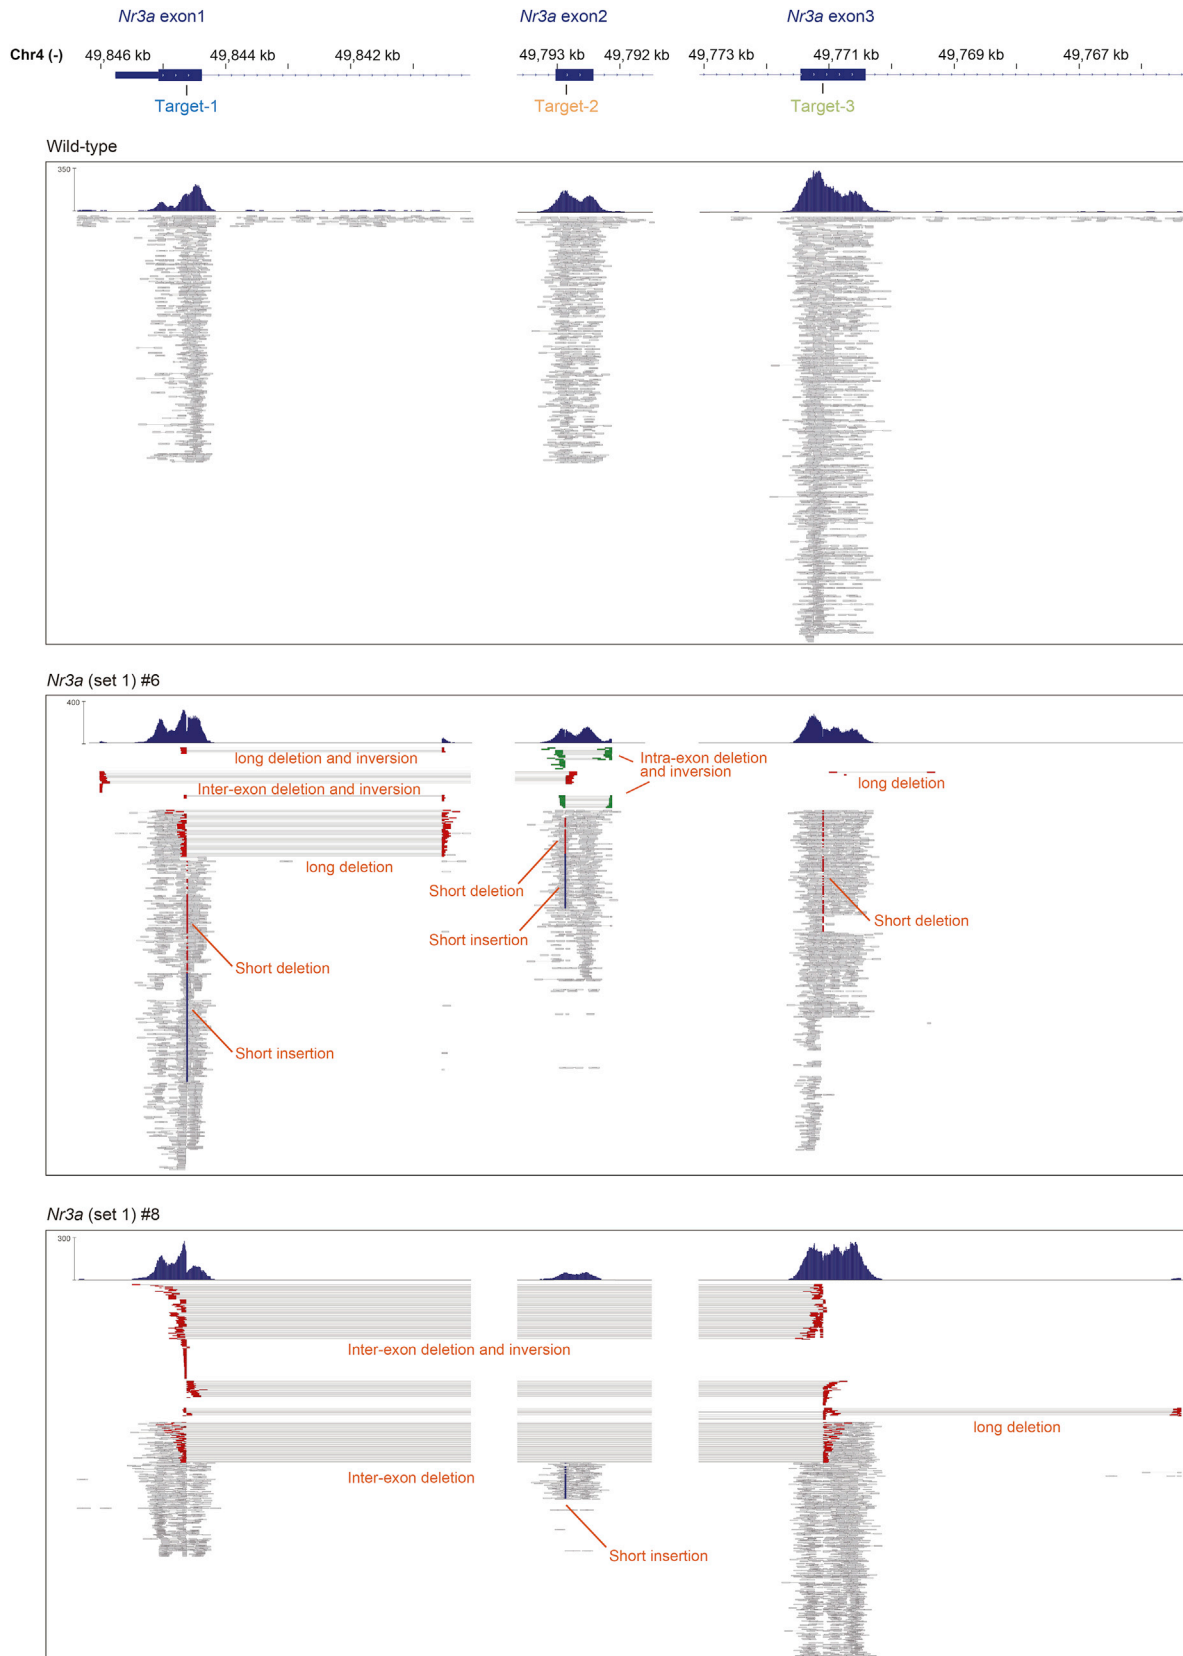 Nr3a exon1 Nr3a exon2 Nr3a exon3
Chr4 (-) 49,846 kb 49,844 kb 49,842 kb 49,793 kb 49,792 kb 49,773 kb 49,771 kb 49,769 kb 49,767 kb
Target-1 Target-2 Target-3
Wild-type
350
Nr3a (set 1) #6
400
long deletion and inversion
Intra-exon deletion
and inversion
Inter-exon deletion and inversion
long deletion
long deletion
Short deletion
Short deletion
Short insertion
Short deletion
Short insertion
Nr3a (set 1) #8
300
Inter-exon deletion and inversion
long deletion
Inter-exon deletion
Short insertion